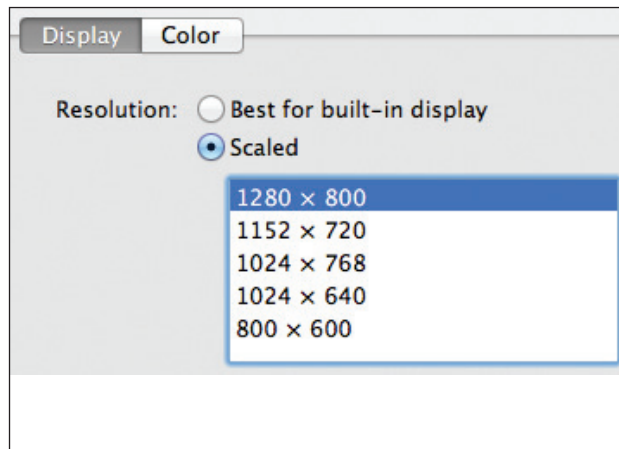 Display Color
Resolution: Best for built-in display
Scaled
1280 × 800
1152 × 720
1024 × 768
1024 × 640
800 × 600